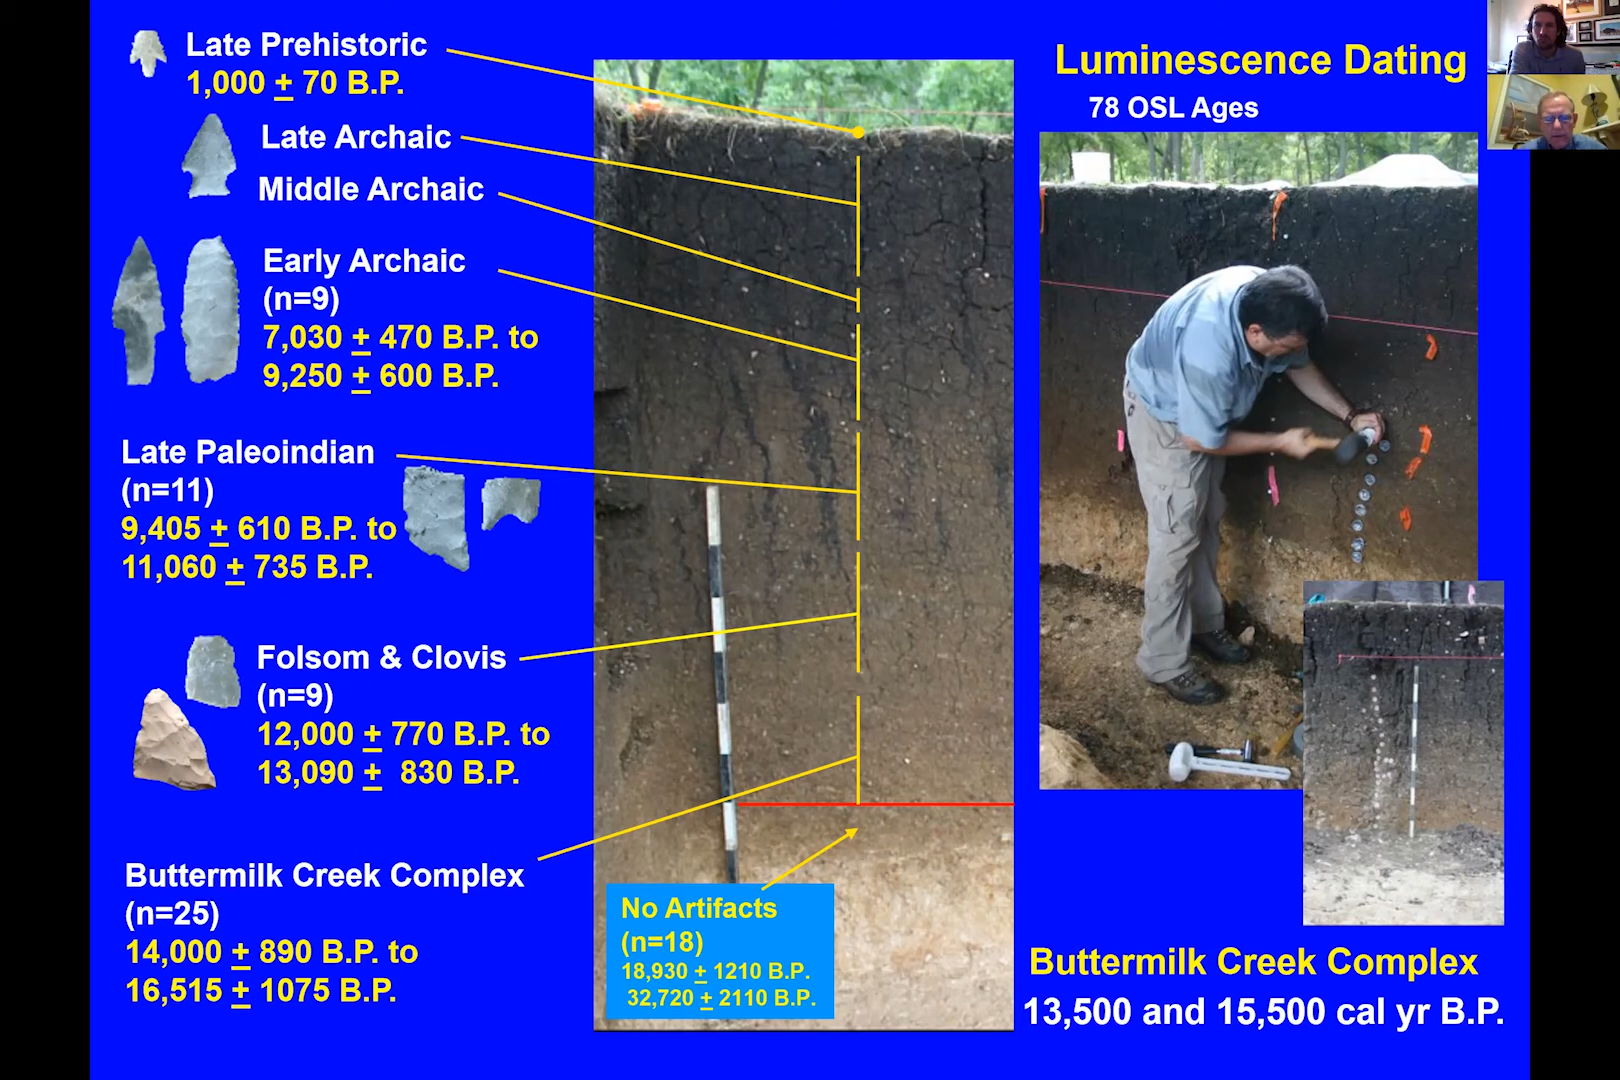 Late Prehistoric
1,000 ± 70 B.P.
Late Archaic
Middle Archaic
Early Archaic
(n=9)
7,030 ± 470 B.P. to
9,250 ± 600 B.P.
Late Paleoindian
(n=11)
9,405 ± 610 B.P. to
11,060 ± 735 B.P.
Folsom & Clovis
(n=9)
12,000 ± 770 B.P. to
13,090 ± 830 B.P.
Buttermilk Creek Complex
(n=25)
14,000 ± 890 B.P. to
16,515 ± 1075 B.P.
No Artifacts
(n=18)
18,930 ± 1210 B.P.
32,720 ± 2110 B.P.
Luminescence Dating
78 OSL Ages
Buttermilk Creek Complex
13,500 and 15,500 cal yr B.P.